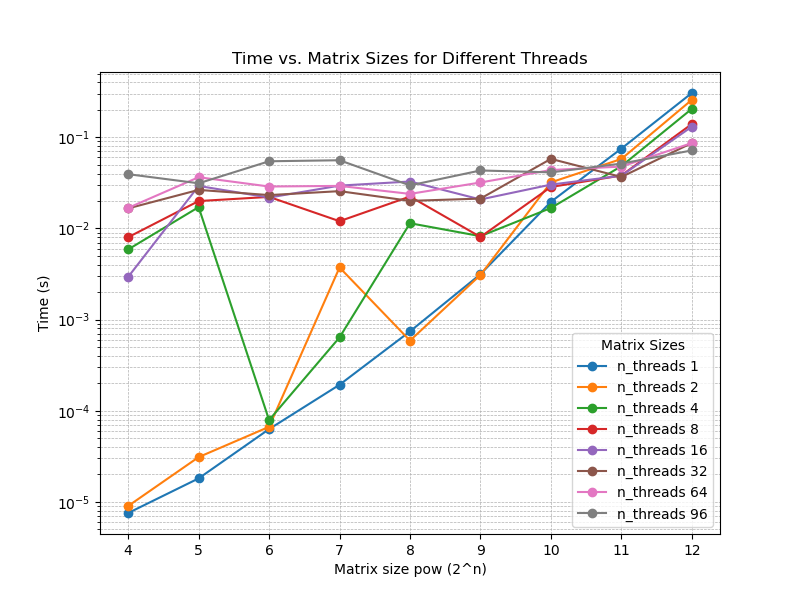 Time vs. Matrix Sizes for Different Threads
10^-1
10^-2
10^-3
10^-4
10^-5
Time (s)
Matrix Sizes
n_threads 1
n_threads 2
n_threads 4
n_threads 8
n_threads 16
n_threads 32
n_threads 64
n_threads 96
4 5 6 7 8 9 10 11 12
Matrix size pow (2^n)